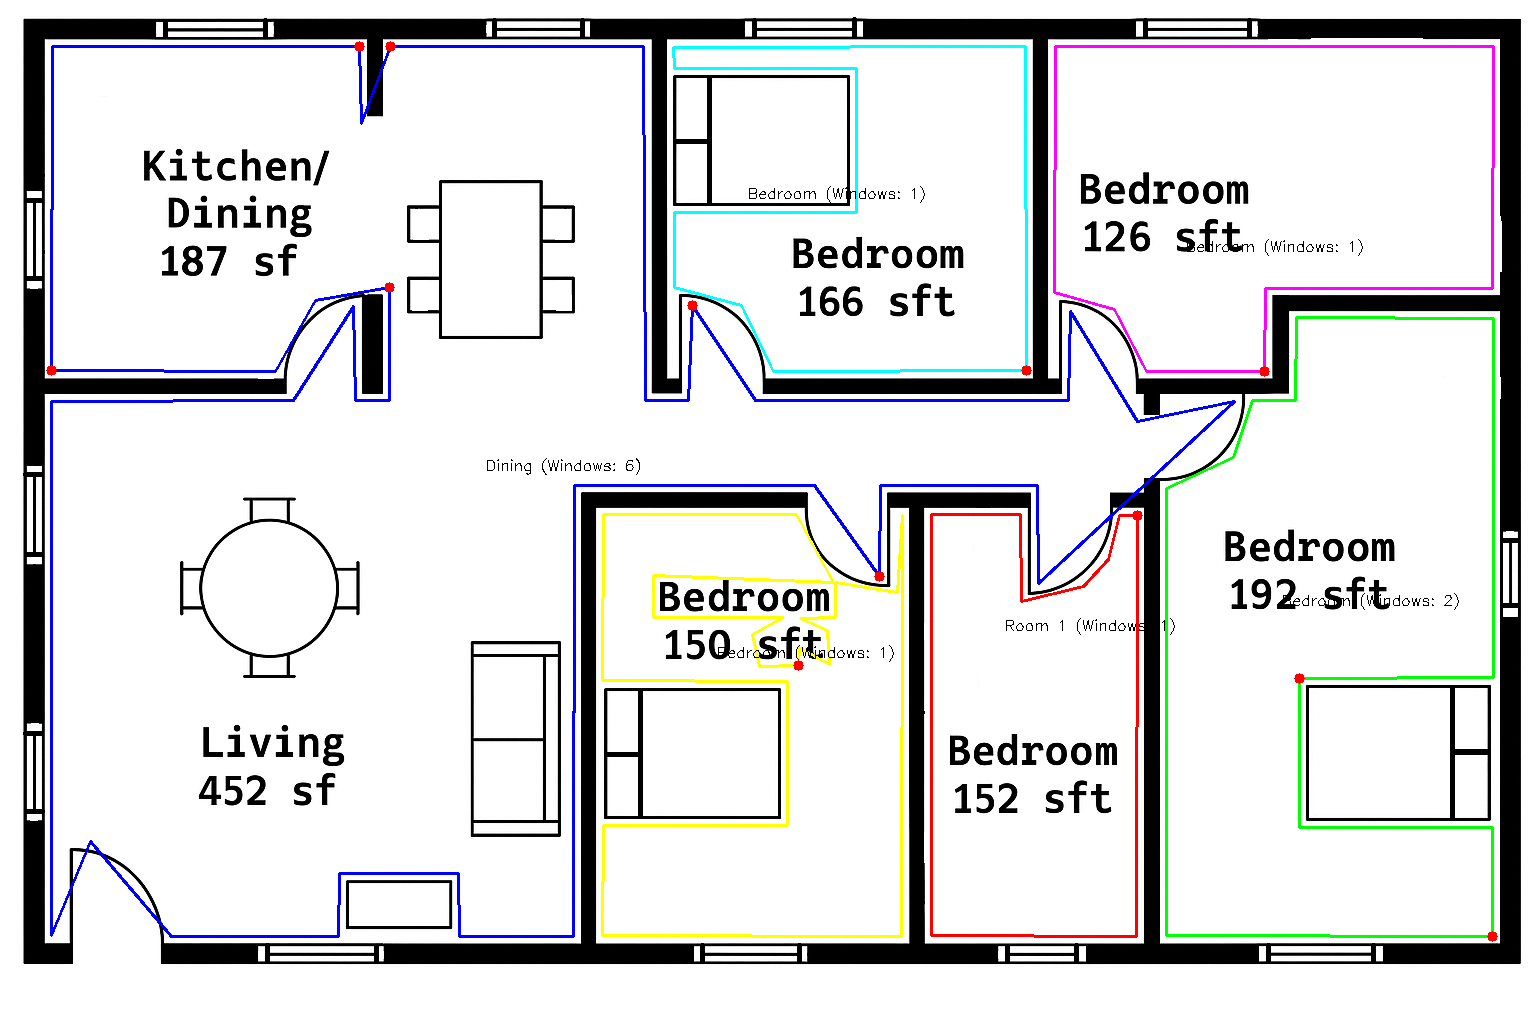 Kitchen/
Dining
187 sf
Bedroom (Windows: 1)
Bedroom
166 sft
Bedroom
126 sft
Bedroom (Windows: 1)
Dining (Windows: 6)
Bedroom
150 sft
Bedroom (Windows: 1)
Bedroom
192 sft
Bedroom (Windows: 2)
Room 1 (Windows: 1)
Living
452 sf
Bedroom
152 sft